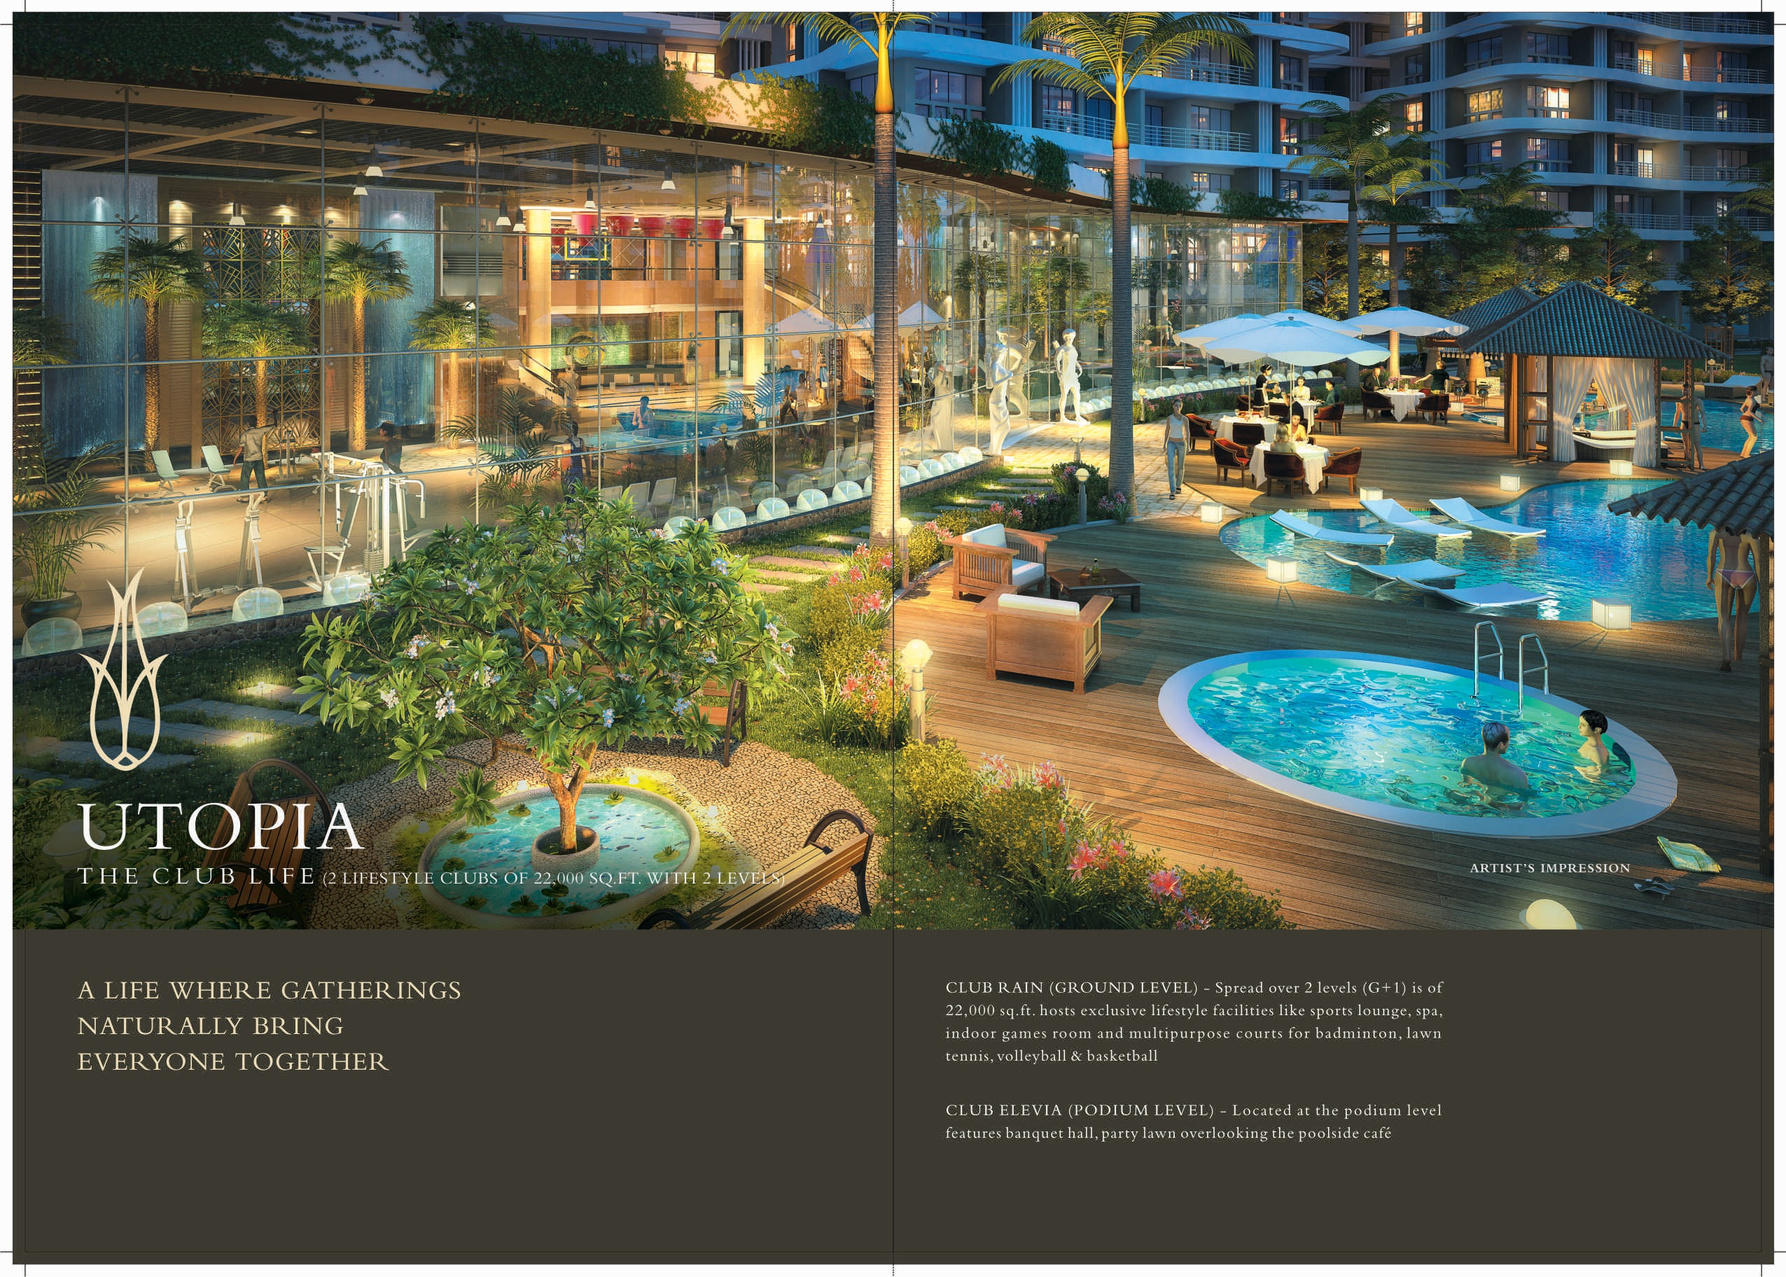 UTOPIA
THE CLUB LIFE (2 LIFESTYLE CLUBS OF 22,000 SQ.FT. WITH 2 LEVELS)
ARTIST'S IMPRESSION
A LIFE WHERE GATHERINGS
NATURALLY BRING
EVERYONE TOGETHER
CLUB RAIN (GROUND LEVEL) - Spread over 2 levels (G+1) is of
22,000 sq.ft. hosts exclusive lifestyle facilities like sports lounge, spa,
indoor games room and multipurpose courts for badminton, lawn
tennis, volleyball & basketball
CLUB ELEVIA (PODIUM LEVEL) - Located at the podium level
features banquet hall, party lawn overlooking the poolside café